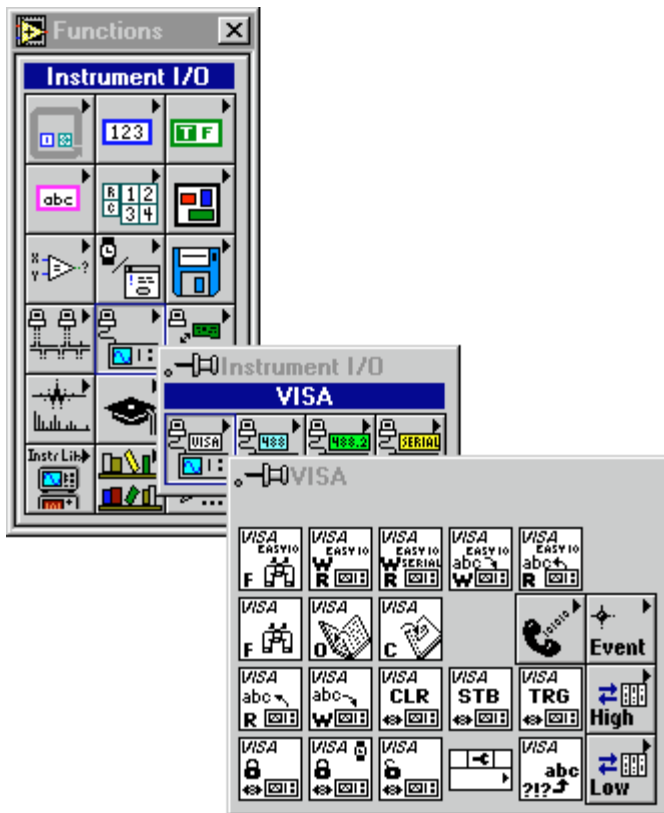 Functions
Instrument I/O
123
T F
abc
R 1 2
C 3 4
X
Y ?
Instr Lib
Instrument I/O
VISA
VISA 488 488.2 SERIAL
...
VISA
VISA VISA VISA VISA VISA
EASY IO EASY IO EASY IO EASY IO EASY IO
F W R W SERIAL R abc W abc R
VISA VISA VISA
F O C
Event
VISA VISA VISA VISA VISA
abc R abc W CLR STB TRG
High
VISA VISA VISA VISA
abc
?!?
Low